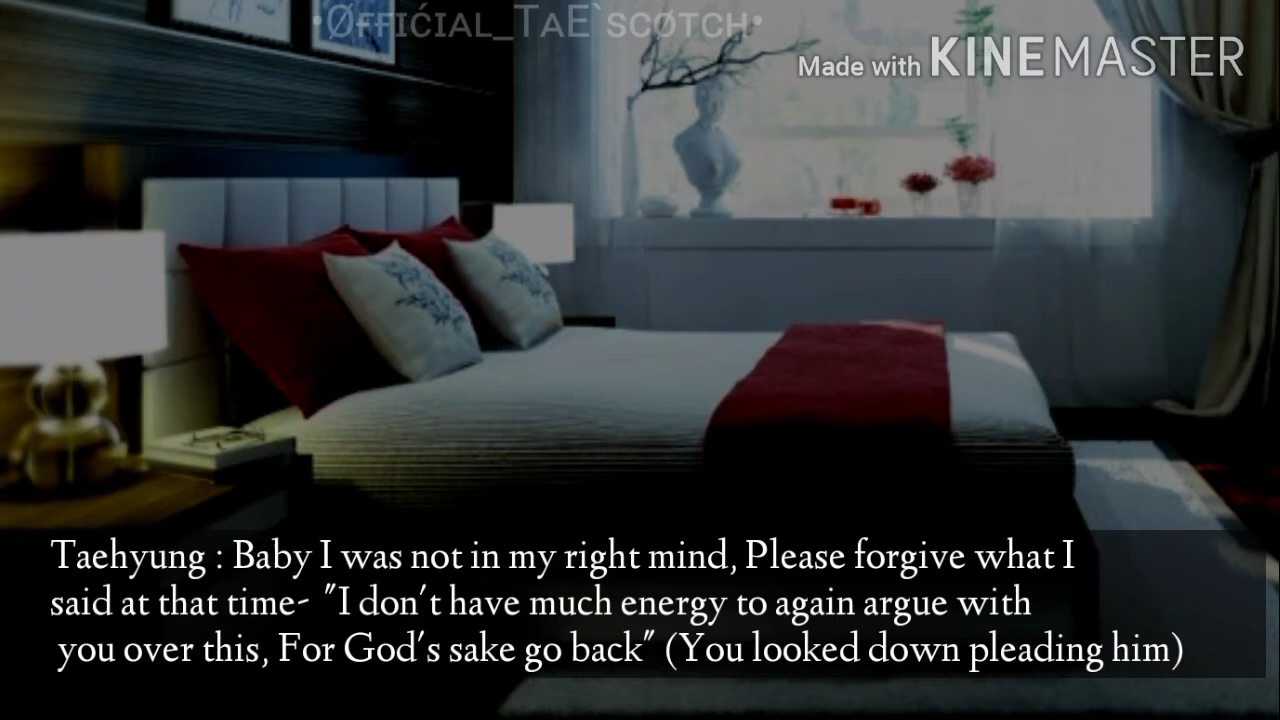 •Øғғíćíal_TaE`scøtch•
Made with KINEMASTER
Taehyung : Baby I was not in my right mind, Please forgive what I
said at that time- "I don't have much energy to again argue with
you over this, For God's sake go back" (You looked down pleading him)